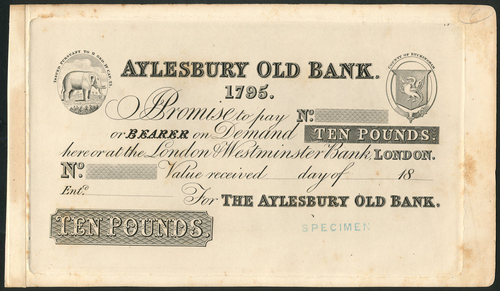 AYLESBURY OLD BANK.
1795.
I Promise to pay Nº
or BEARER on Demand TEN POUNDS.
here or at the London & Westminster Bank, LONDON.
Nº Value received day of 18
Entd. For THE AYLESBURY OLD BANK.
TEN POUNDS.
SPECIMEN